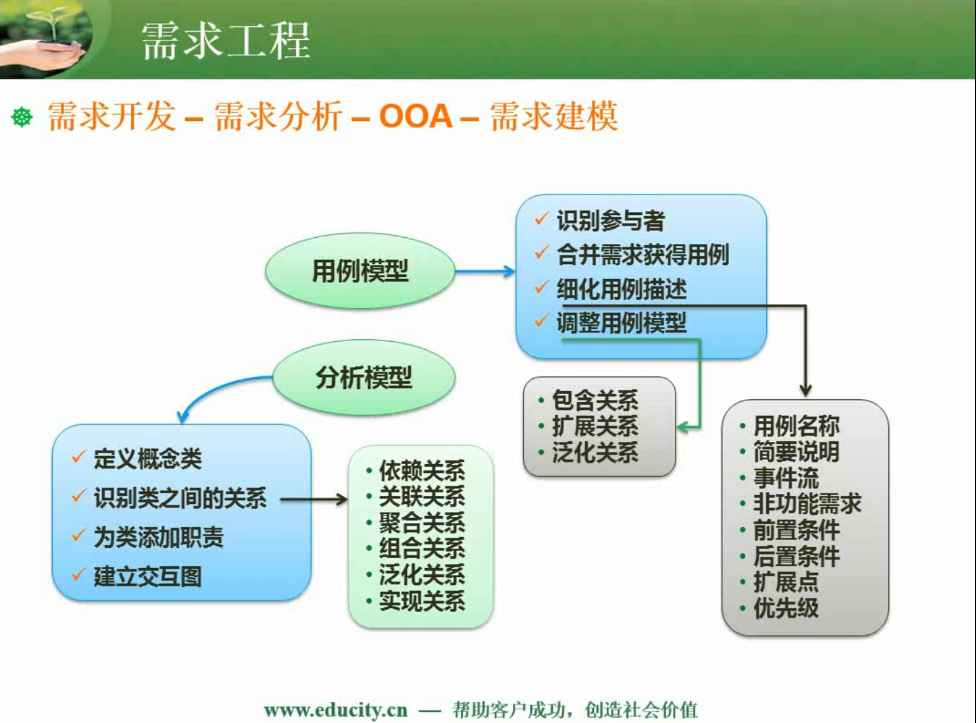 需求工程
需求开发 – 需求分析 – OOA – 需求建模
用例模型
识别参与者
合并需求获得用例
细化用例描述
调整用例模型
分析模型
包含关系
扩展关系
泛化关系
用例名称
简要说明
事件流
非功能需求
前置条件
后置条件
扩展点
优先级
定义概念类
识别类之间的关系
为类添加职责
建立交互图
依赖关系
关联关系
聚合关系
组合关系
泛化关系
实现关系
www.educity.cn — 帮助客户成功，创造社会价值